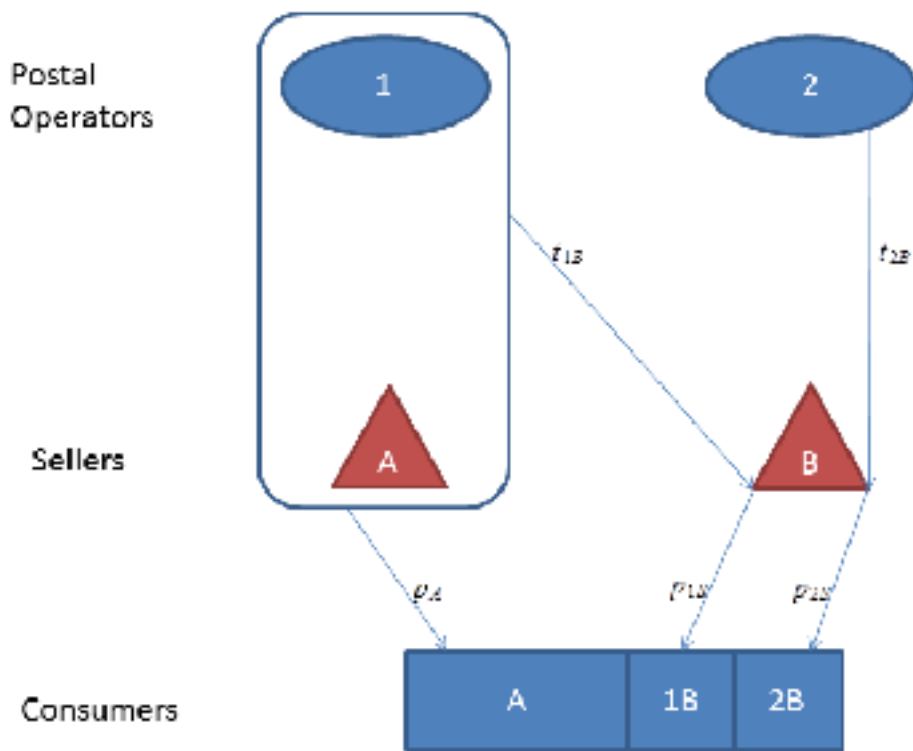 Postal
Operators
1
2
t1B
t2B
Sellers
A
B
pA
p1B
p2B
Consumers
A
1B
2B